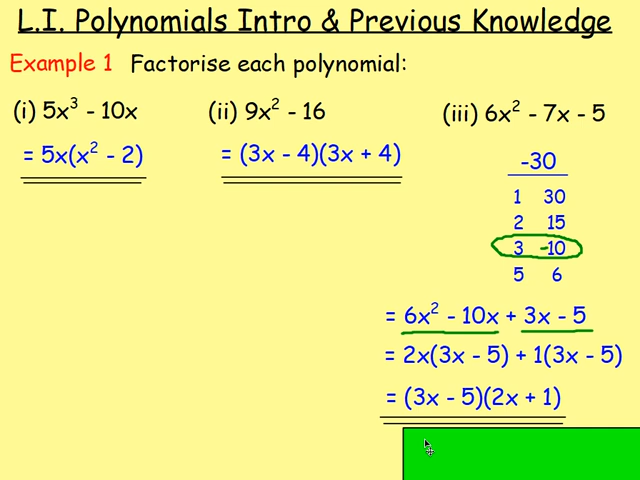 L.I. Polynomials Intro & Previous Knowledge
Example 1 Factorise each polynomial:
(i) 5x³ - 10x
= 5x(x² - 2)
(ii) 9x² - 16
= (3x - 4)(3x + 4)
(iii) 6x² - 7x - 5
-30
1 30
2 15
3 -10
5 6
= 6x² - 10x + 3x - 5
= 2x(3x - 5) + 1(3x - 5)
= (3x - 5)(2x + 1)